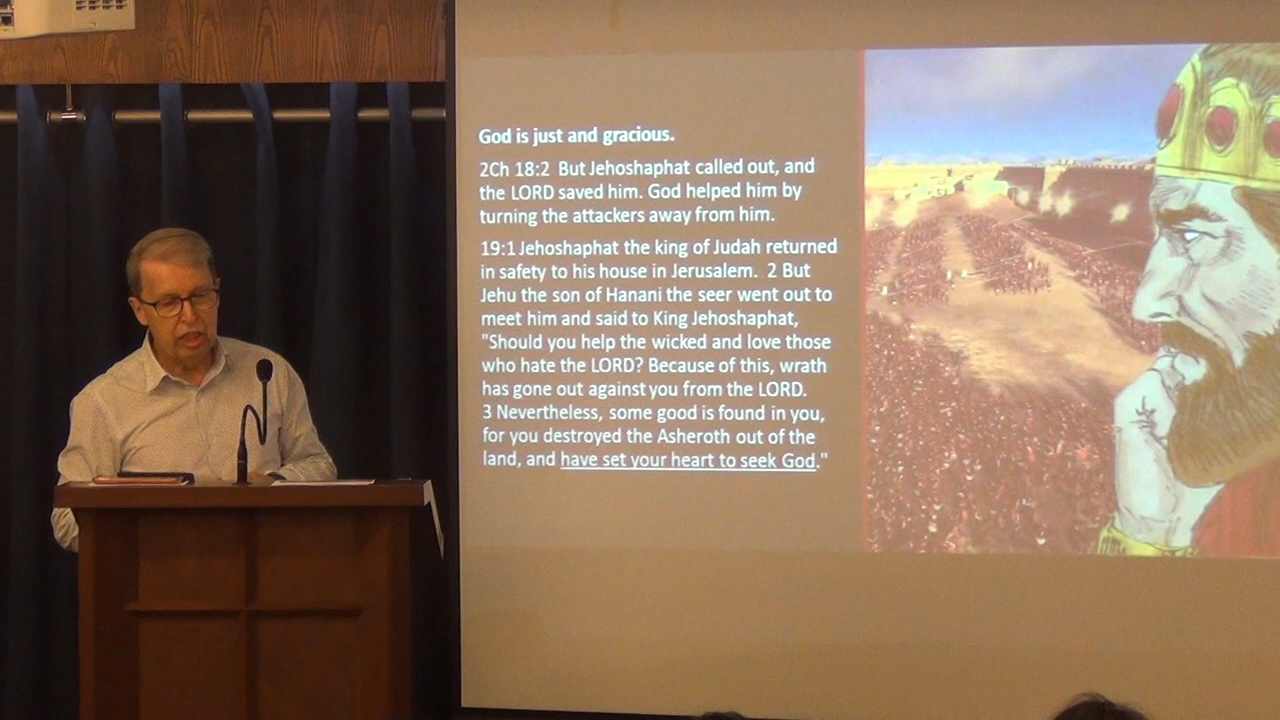 God is just and gracious.
2Ch 18:2 But Jehoshaphat called out, and
the LORD saved him. God helped him by
turning the attackers away from him.
19:1 Jehoshaphat the king of Judah returned
in safety to his house in Jerusalem. 2 But
Jehu the son of Hanani the seer went out to
meet him and said to King Jehoshaphat,
"Should you help the wicked and love those
who hate the LORD? Because of this, wrath
has gone out against you from the LORD.
3 Nevertheless, some good is found in you,
for you destroyed the Asheroth out of the
land, and have set your heart to seek God."